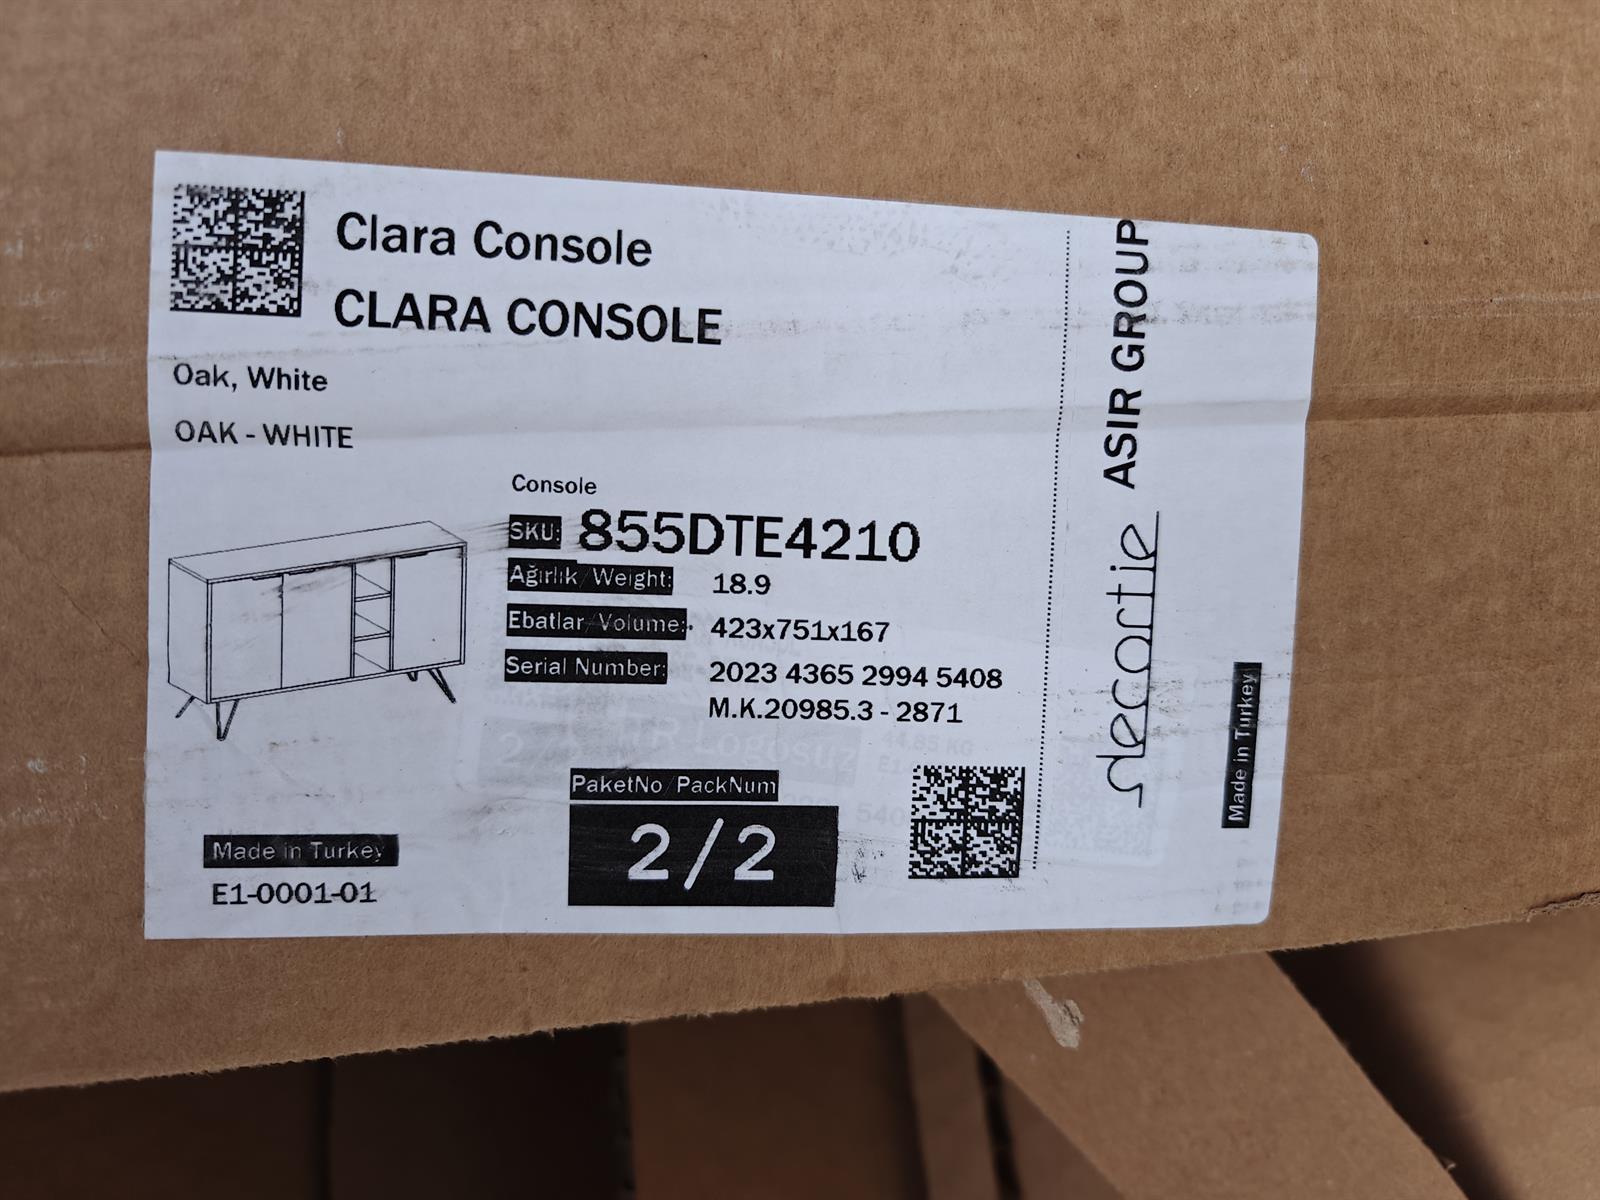 Clara Console
CLARA CONSOLE
Oak, White
OAK - WHITE
Console
SKU: 855DTE4210
Ağırlık/Weight: 18.9
Ebatlar/Volume: 423x751x167
Serial Number: 2023 4365 2994 5408
M.K.20985.3 - 2871
PaketNo/PackNum
2/2
Made in Turkey
E1-0001-01
decortie ASIR GROUP
Made in Turkey